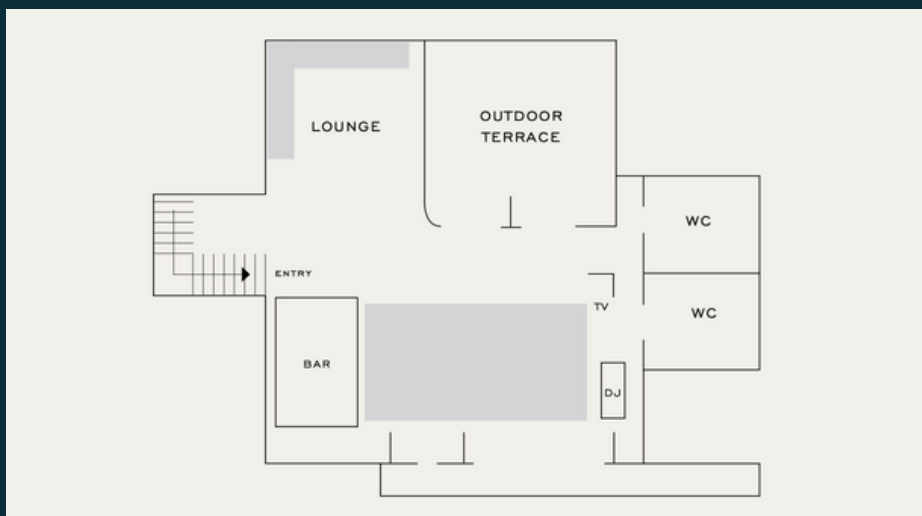 LOUNGE
OUTDOOR
TERRACE
WC
ENTRY
TV
WC
BAR
DJ